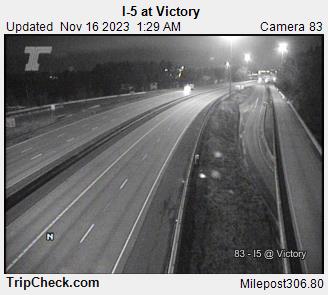 I-5 at Victory
Updated Nov 16 2023 1:29 AM Camera 83
T
N
83 - I5 @ Victory
TripCheck.com Milepost306.80